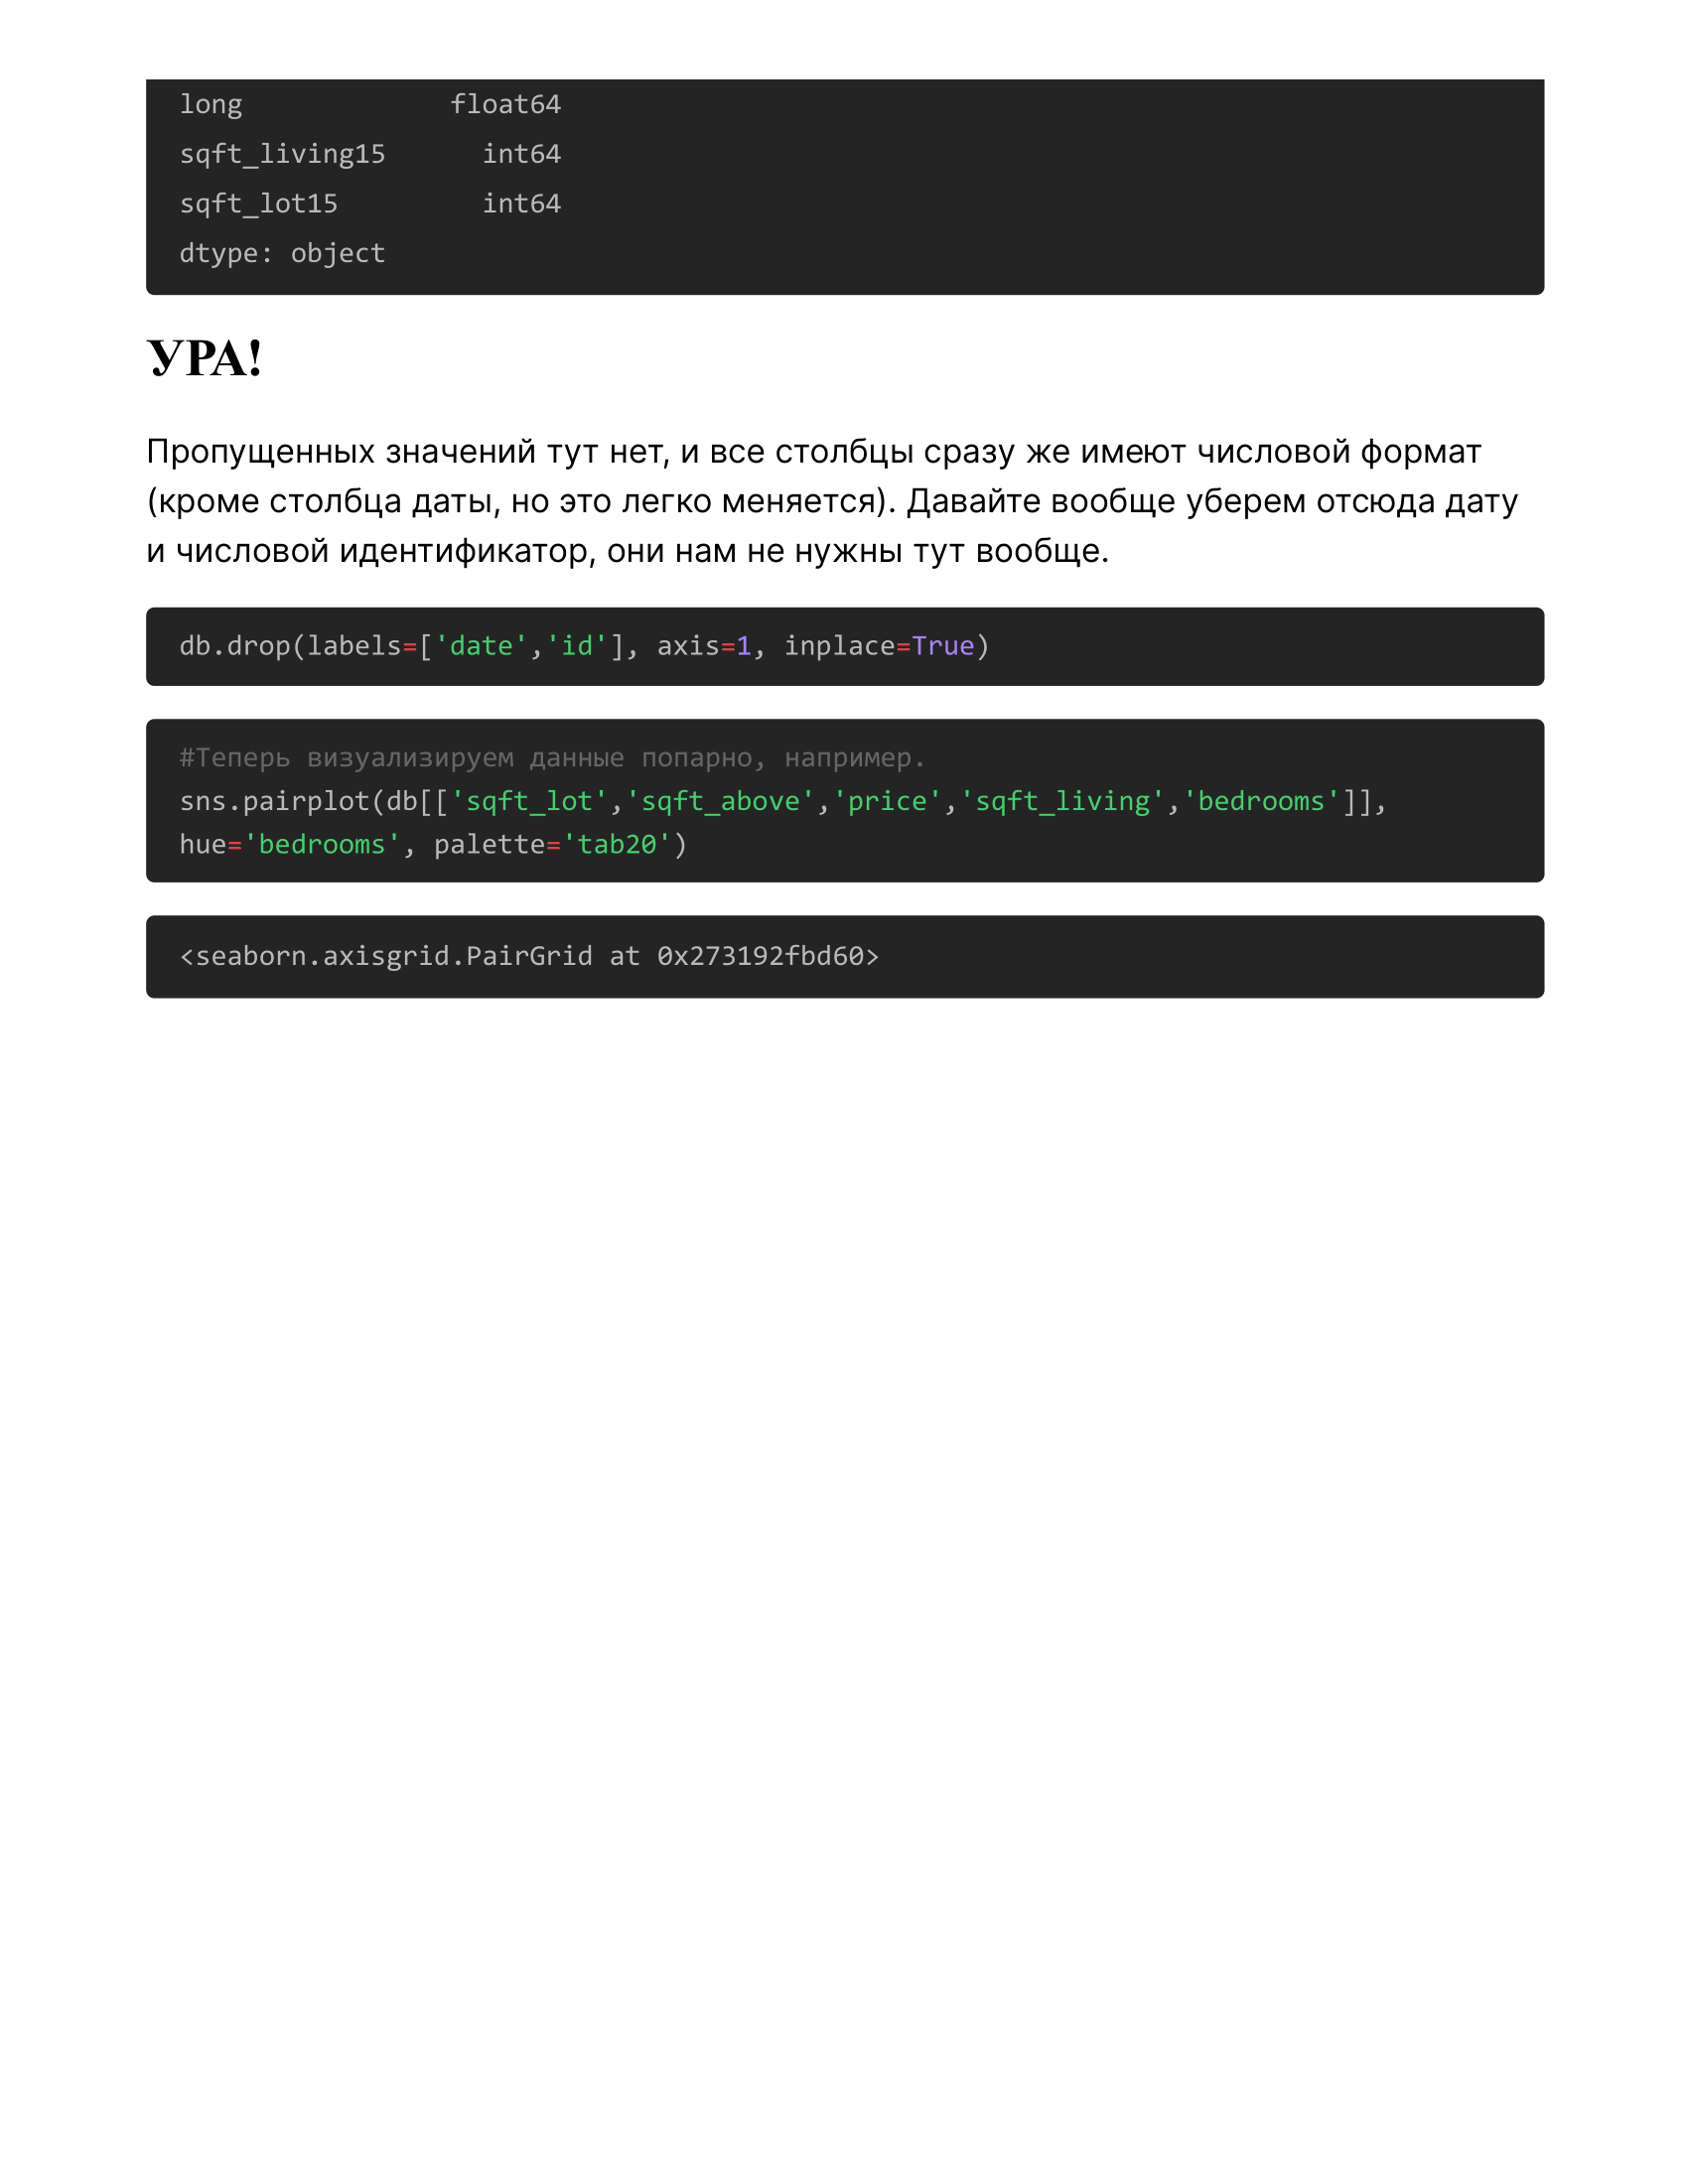 long             float64
sqft_living15      int64
sqft_lot15         int64
dtype: object
УРА!
Пропущенных значений тут нет, и все столбцы сразу же имеют числовой формат
(кроме столбца даты, но это легко меняется). Давайте вообще уберем отсюда дату
и числовой идентификатор, они нам не нужны тут вообще.
db.drop(labels=['date','id'], axis=1, inplace=True)
#Теперь визуализируем данные попарно, например.
sns.pairplot(db[['sqft_lot','sqft_above','price','sqft_living','bedrooms']],
hue='bedrooms', palette='tab20')
<seaborn.axisgrid.PairGrid at 0x273192fbd60>